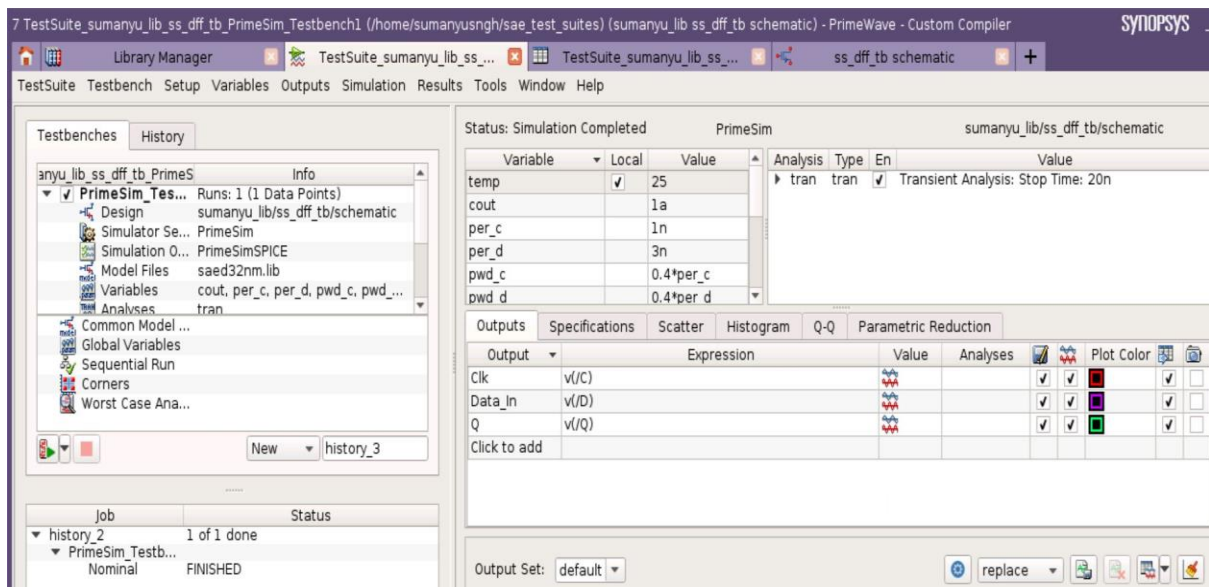 7 TestSuite_sumanyu_lib_ss_dff_tb_PrimeSim_Testbench1 (/home/sumanyusngh/sae_test_suites) (sumanyu_lib ss_dff_tb schematic) - PrimeWave - Custom Compiler SYNOPSYS
Library Manager TestSuite_sumanyu_lib_ss_... TestSuite_sumanyu_lib_ss_... ss_dff_tb schematic +
TestSuite Testbench Setup Variables Outputs Simulation Results Tools Window Help
Testbenches History
anyu_lib_ss_dff_tb_PrimeS Info
PrimeSim_Tes... Runs: 1 (1 Data Points)
Design sumanyu_lib/ss_dff_tb/schematic
Simulator Se... PrimeSim
Simulation O... PrimeSimSPICE
Model Files saed32nm.lib
Variables cout, per_c, per_d, pwd_c, pwd_...
Analyses tran
Common Model ...
Global Variables
Sequential Run
Corners
Worst Case Ana...
New history_3
Job Status
history_2 1 of 1 done
PrimeSim_Testb...
Nominal FINISHED
Status: Simulation Completed PrimeSim sumanyu_lib/ss_dff_tb/schematic
Variable Local Value
temp 25
cout 1a
per_c 1n
per_d 3n
pwd_c 0.4*per_c
pwd_d 0.4*per_d
Analysis Type En Value
tran tran Transient Analysis: Stop Time: 20n
Outputs Specifications Scatter Histogram Q-Q Parametric Reduction
Output Expression Value Analyses Plot Color
Clk v(/C)
Data_In v(/D)
Q v(/Q)
Click to add
Output Set: default replace